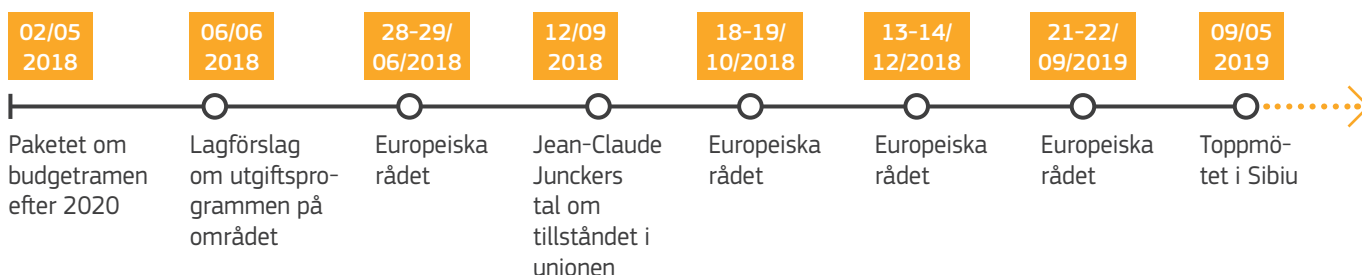 02/05
2018
06/06
2018
28-29/
06/2018
12/09
2018
18-19/
10/2018
13-14/
12/2018
21-22/
09/2019
09/05
2019
Paketet om
budgetramen
efter 2020
Lagförslag
om utgiftspro-
grammen på
området
Europeiska
rådet
Jean-Claude
Junckers
tal om
tillståndet i
unionen
Europeiska
rådet
Europeiska
rådet
Europeiska
rådet
Toppmö-
tet i Sibiu